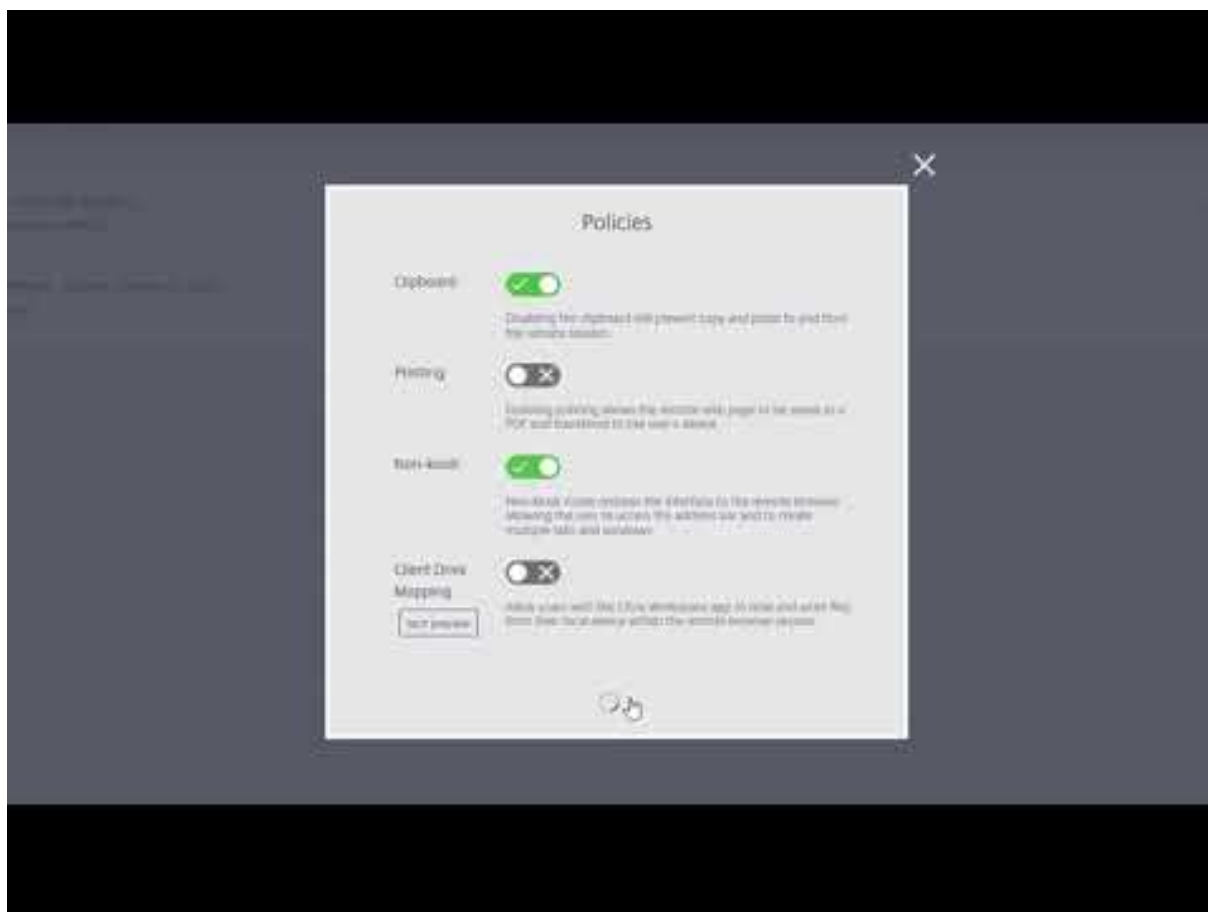 Policies
Clipboard
Disabling the clipboard will prevent copy and paste to and from
the remote session.
Printing
Enabling printing allows the remote web page to be saved as a
PDF and transferred to the user's device.
Non-kiosk
Non-kiosk mode restores the interface to the remote browser
allowing the user to access the address bar and to create
multiple tabs and windows.
Client Drive
Mapping
Allow users with the Citrix Workspace app to read and write files
from their local device within the remote browser session.
TECH PREVIEW